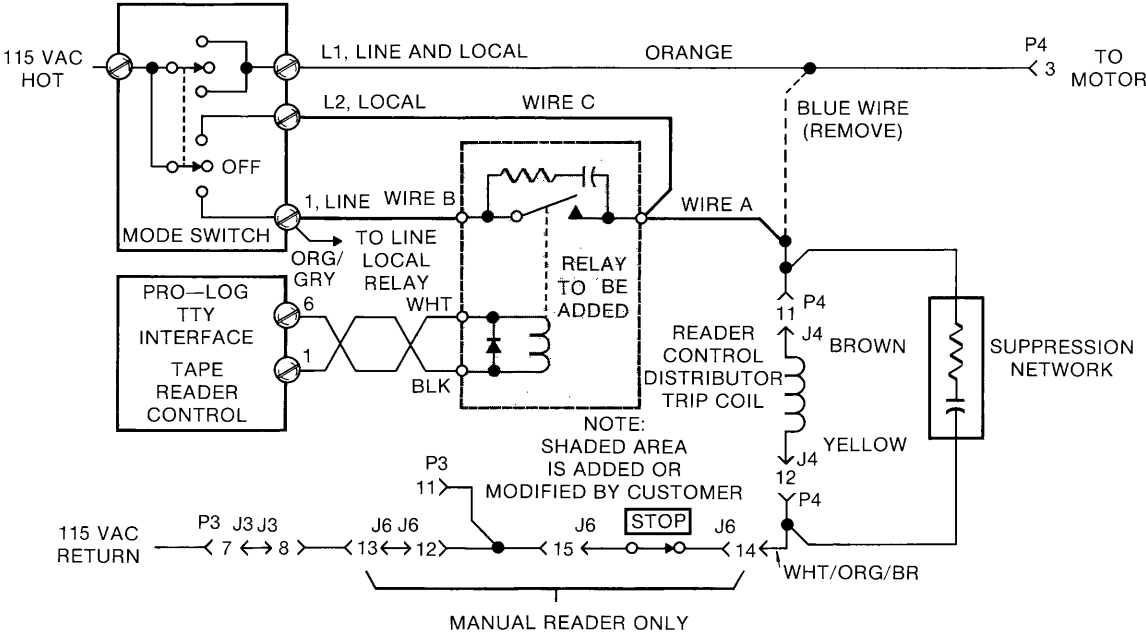 115 VAC
HOT
L1, LINE AND LOCAL
ORANGE
P4
3
TO
MOTOR
L2, LOCAL
WIRE C
BLUE WIRE
(REMOVE)
OFF
1, LINE
WIRE B
WIRE A
MODE SWITCH
ORG/
GRY
TO LINE
LOCAL
RELAY
RELAY
TO BE
ADDED
PRO—LOG
TTY
INTERFACE
TAPE
READER
CONTROL
6
1
WHT
BLK
P4
11
J4
BROWN
READER
CONTROL
DISTRIBUTOR
TRIP COIL
SUPPRESSION
NETWORK
YELLOW
J4
12
P4
NOTE:
SHADED AREA
IS ADDED OR
MODIFIED BY CUSTOMER
P3
11
115 VAC
RETURN
P3
7
J3
J3
8
J6
13
J6
12
J6
15
STOP
J6
14
WHT/ORG/BR
MANUAL READER ONLY